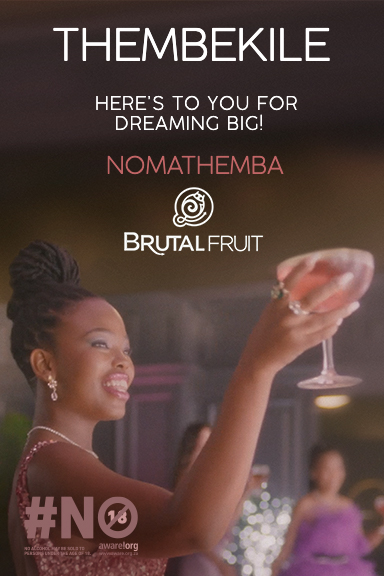 THEMBEKILE
HERE'S TO YOU FOR
DREAMING BIG!
NOMATHEMBA
BRUTAL FRUIT
#NO
18
aware.org